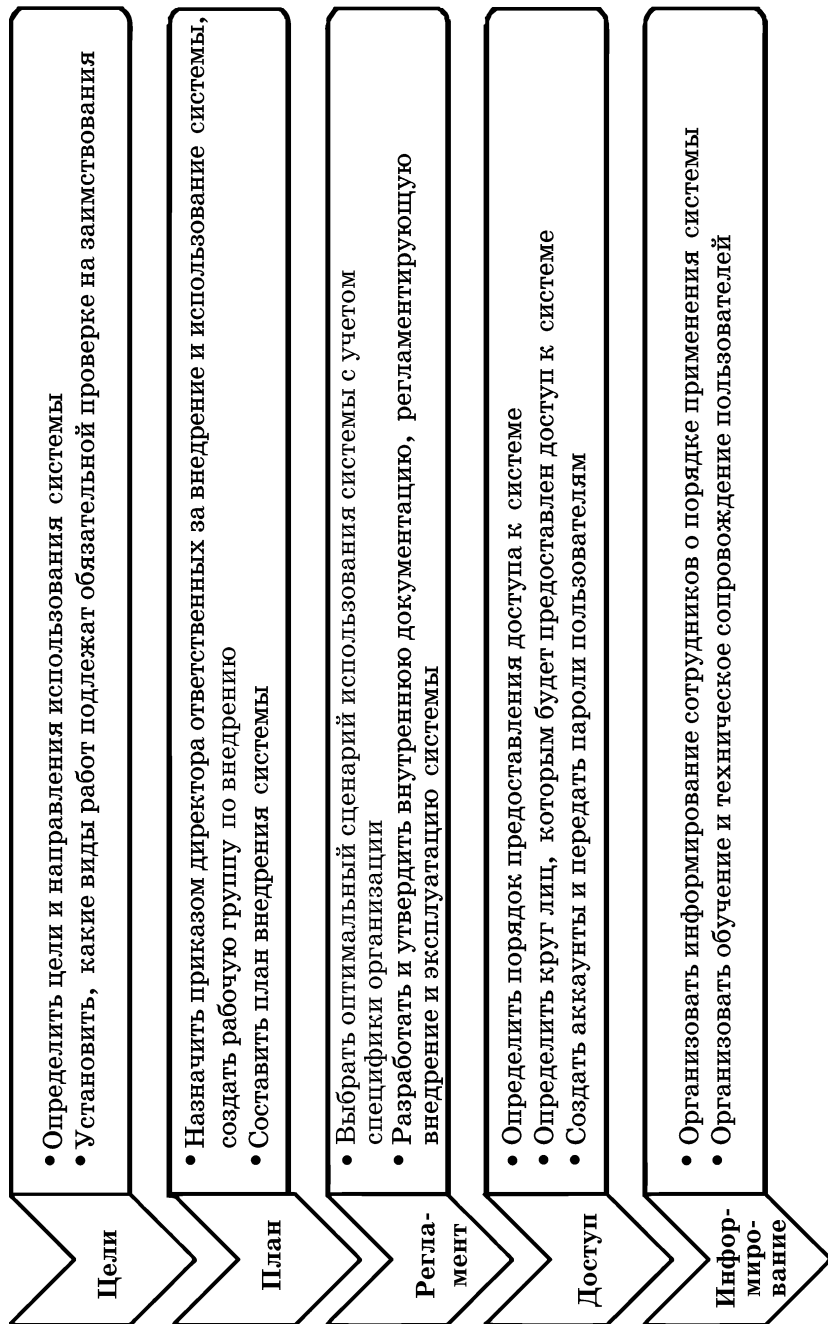 Цели
• Определить цели и направления использования системы
• Установить, какие виды работ подлежат обязательной проверке на заимствования
План
• Назначить приказом директора ответственных за внедрение и использование системы,
создать рабочую группу по внедрению
• Составить план внедрения системы
Регла-
мент
• Выбрать оптимальный сценарий использования системы с учетом
специфики организации
• Разработать и утвердить внутреннюю документацию, регламентирующую
внедрение и эксплуатацию системы
Доступ
• Определить порядок предоставления доступа к системе
• Определить круг лиц, которым будет предоставлен доступ к системе
• Создать аккаунты и передать пароли пользователям
Инфор-
миро-
вание
• Организовать информирование сотрудников о порядке применения системы
• Организовать обучение и техническое сопровождение пользователей